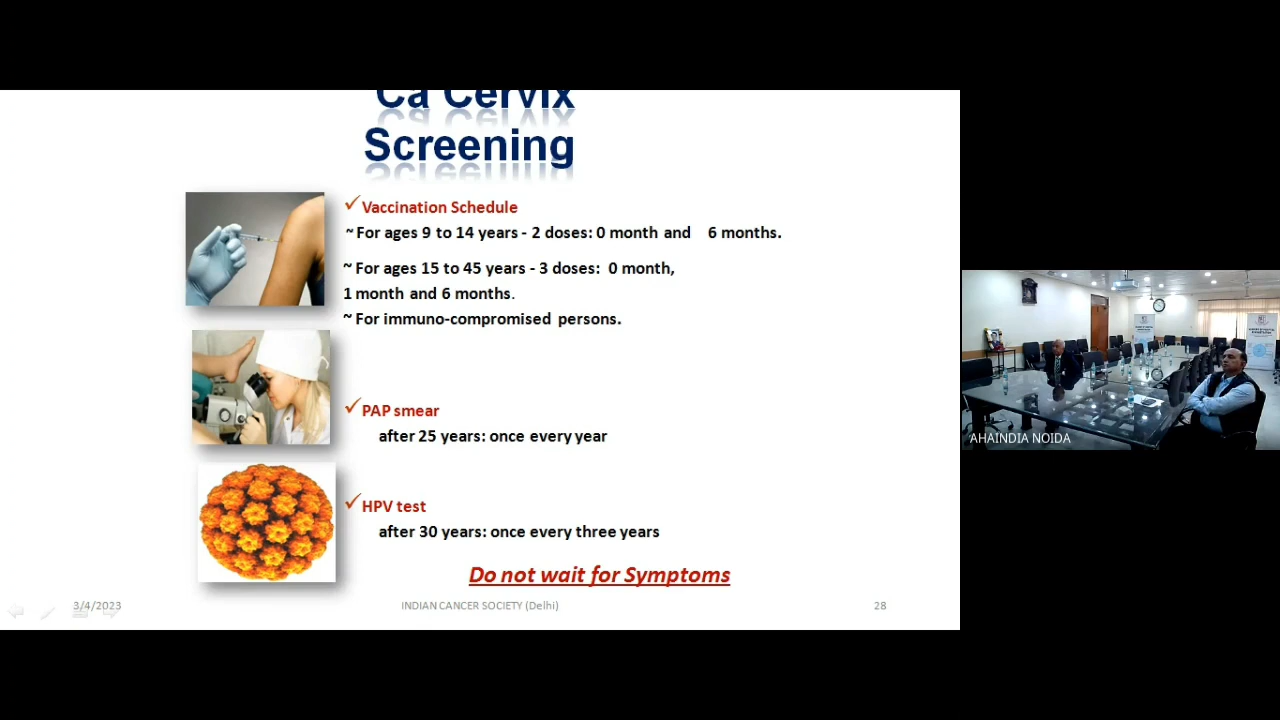 Ca Cervix
Screening
✓Vaccination Schedule
~ For ages 9 to 14 years - 2 doses: 0 month and 6 months.
~ For ages 15 to 45 years - 3 doses: 0 month,
1 month and 6 months.
~ For immuno-compromised persons.
✓PAP smear
after 25 years: once every year
✓HPV test
after 30 years: once every three years
Do not wait for Symptoms
3/4/2023
INDIAN CANCER SOCIETY (Delhi)
28
AHAINDIA NOIDA